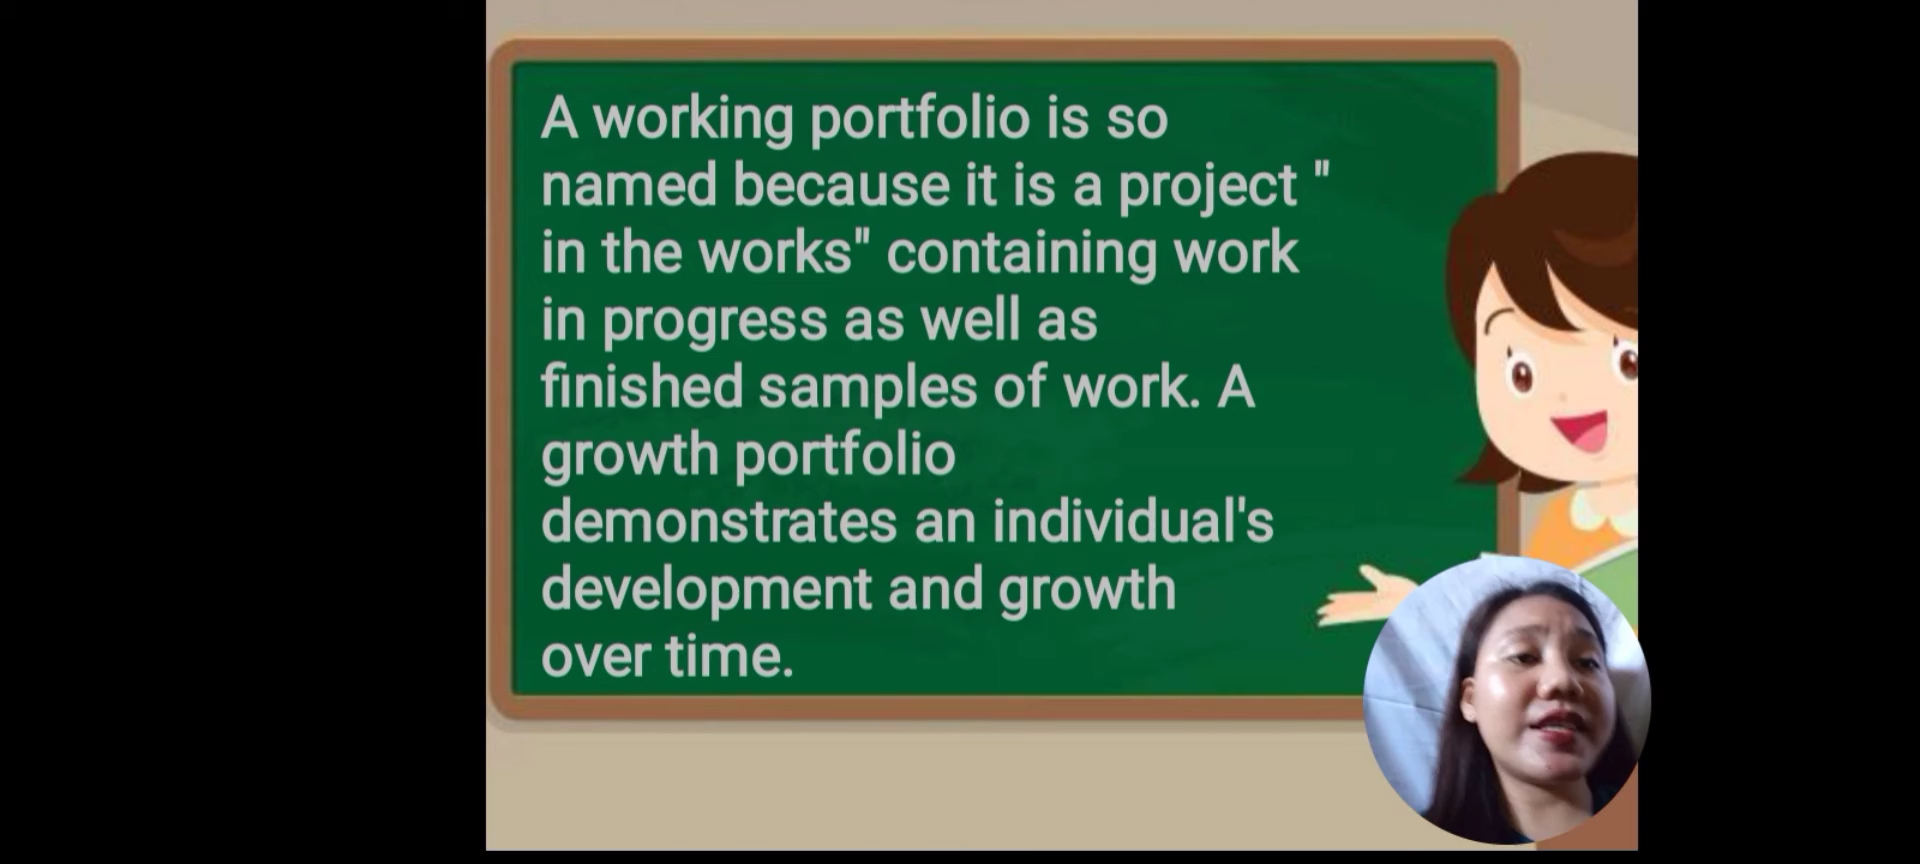 A working portfolio is so
named because it is a project "
in the works" containing work
in progress as well as
finished samples of work. A
growth portfolio
demonstrates an individual's
development and growth
over time.